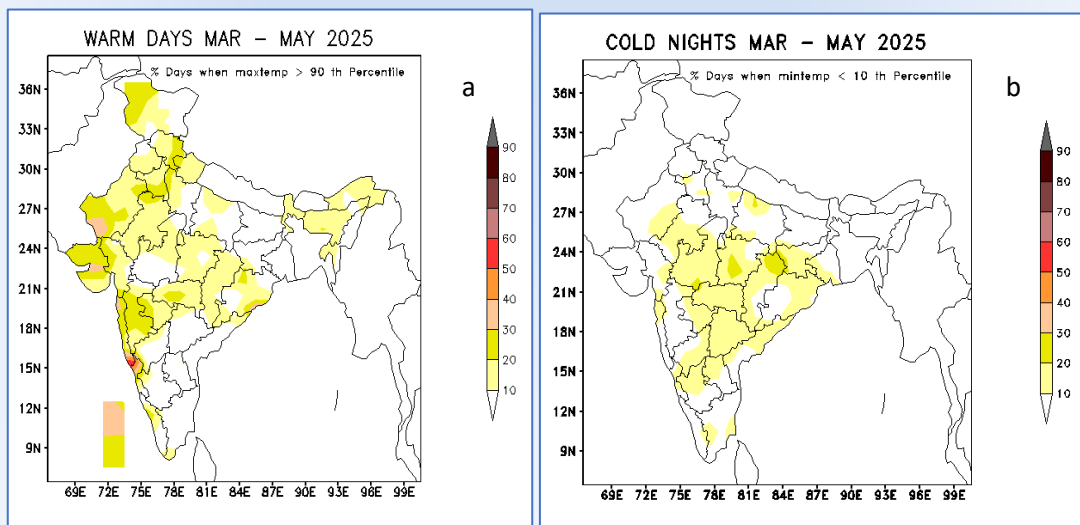 WARM DAYS MAR – MAY 2025
% Days when maxtemp > 90 th Percentile
a
36N
33N
30N
27N
24N
21N
18N
15N
12N
9N
69E 72E 75E 78E 81E 84E 87E 90E 93E 96E 99E
90
80
70
60
50
40
30
20
10
COLD NIGHTS MAR – MAY 2025
% Days when mintemp < 10 th Percentile
b
36N
33N
30N
27N
24N
21N
18N
15N
12N
9N
69E 72E 75E 78E 81E 84E 87E 90E 93E 96E 99E
90
80
70
60
50
40
30
20
10